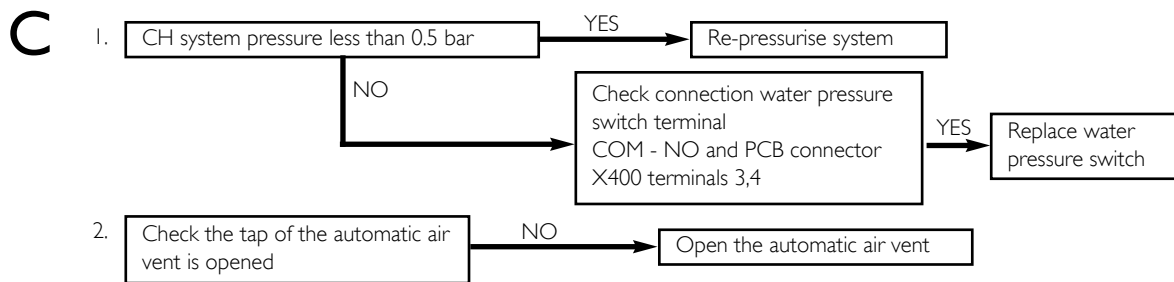 C
1. CH system pressure less than 0.5 bar
YES
Re-pressurise system
NO
Check connection water pressure
switch terminal
COM - NO and PCB connector
X400 terminals 3,4
YES
Replace water
pressure switch
2. Check the tap of the automatic air
vent is opened
NO
Open the automatic air vent